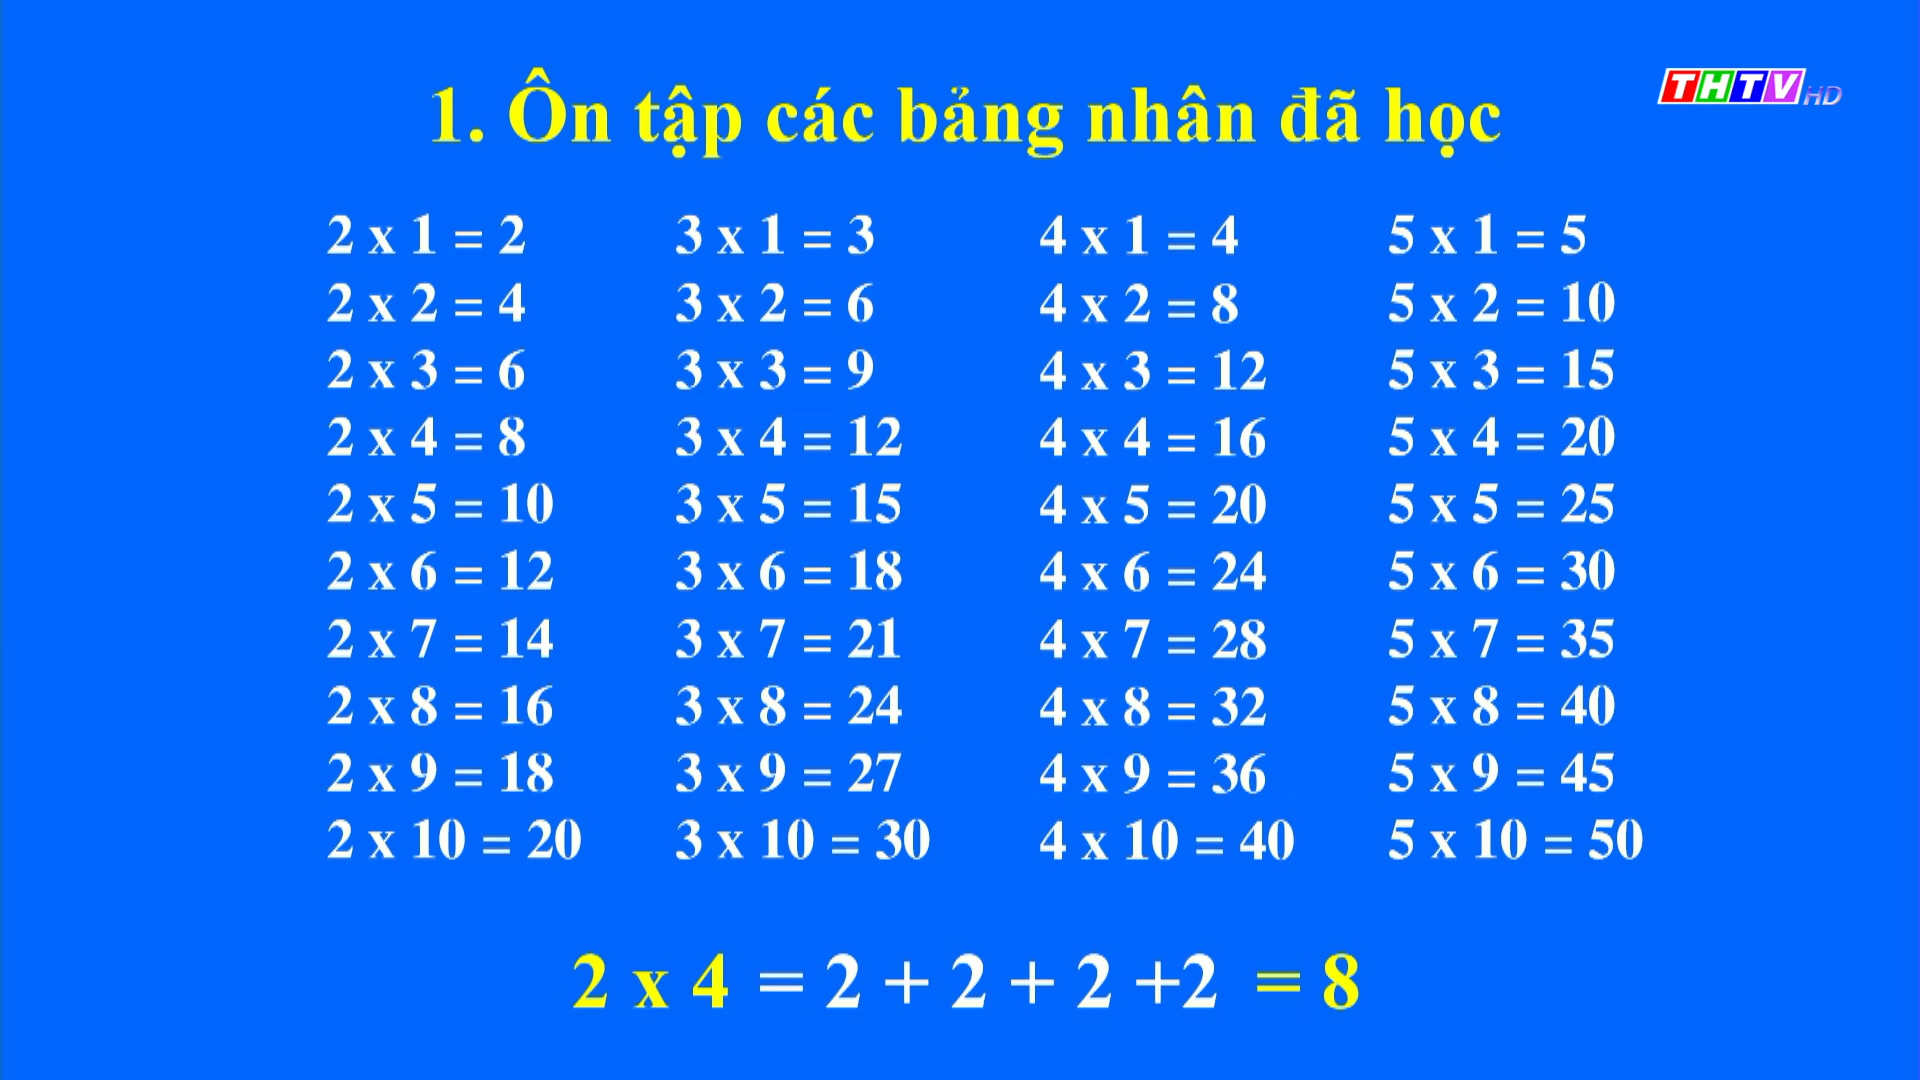 THTV HD
1. Ôn tập các bảng nhân đã học
2 x 1 = 2 3 x 1 = 3 4 x 1 = 4 5 x 1 = 5
2 x 2 = 4 3 x 2 = 6 4 x 2 = 8 5 x 2 = 10
2 x 3 = 6 3 x 3 = 9 4 x 3 = 12 5 x 3 = 15
2 x 4 = 8 3 x 4 = 12 4 x 4 = 16 5 x 4 = 20
2 x 5 = 10 3 x 5 = 15 4 x 5 = 20 5 x 5 = 25
2 x 6 = 12 3 x 6 = 18 4 x 6 = 24 5 x 6 = 30
2 x 7 = 14 3 x 7 = 21 4 x 7 = 28 5 x 7 = 35
2 x 8 = 16 3 x 8 = 24 4 x 8 = 32 5 x 8 = 40
2 x 9 = 18 3 x 9 = 27 4 x 9 = 36 5 x 9 = 45
2 x 10 = 20 3 x 10 = 30 4 x 10 = 40 5 x 10 = 50
2 x 4 = 2 + 2 + 2 +2 = 8